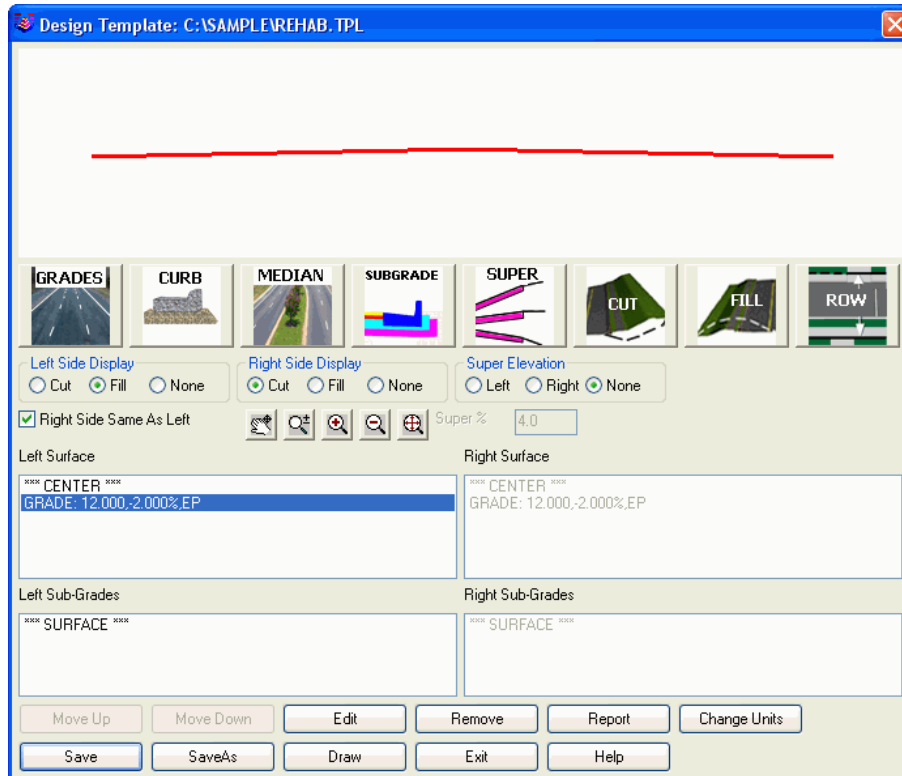 Design Template: C:\SAMPLE\REHAB.TPL
GRADES CURB MEDIAN SUBGRADE SUPER CUT FILL ROW
Left Side Display Right Side Display Super Elevation
Cut Fill None Cut Fill None Left Right None
Right Side Same As Left Super % 4.0
Left Surface Right Surface
*** CENTER *** *** CENTER ***
GRADE: 12.000,-2.000%,EP GRADE: 12.000,-2.000%,EP
Left Sub-Grades Right Sub-Grades
*** SURFACE *** *** SURFACE ***
Move Up Move Down Edit Remove Report Change Units
Save SaveAs Draw Exit Help